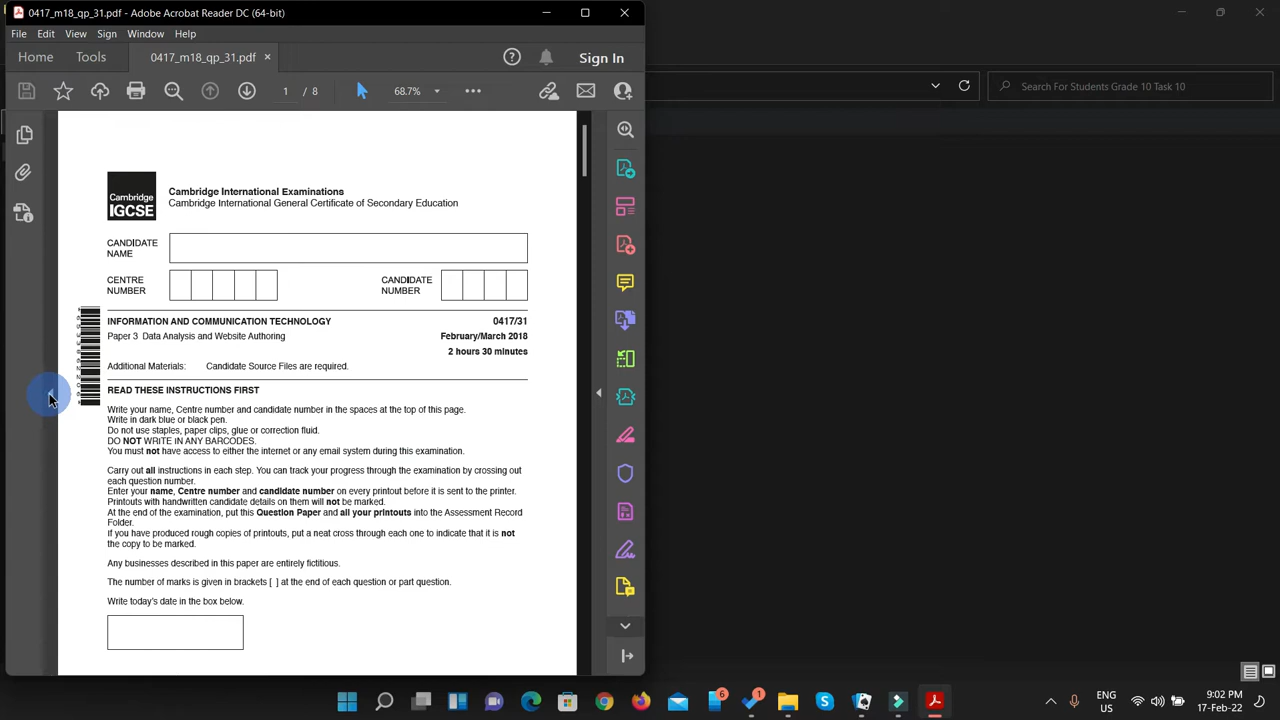 0417_m18_qp_31.pdf - Adobe Acrobat Reader DC (64-bit)
File Edit View Sign Window Help
Home Tools 0417_m18_qp_31.pdf × Sign In
1 / 8 68.7%
Search For Students Grade 10 Task 10
Cambridge
IGCSE
Cambridge International Examinations
Cambridge International General Certificate of Secondary Education
CANDIDATE
NAME
CENTRE
NUMBER
CANDIDATE
NUMBER
INFORMATION AND COMMUNICATION TECHNOLOGY 0417/31
Paper 3 Data Analysis and Website Authoring February/March 2018
2 hours 30 minutes
Additional Materials: Candidate Source Files are required.
READ THESE INSTRUCTIONS FIRST
Write your name, Centre number and candidate number in the spaces at the top of this page.
Write in dark blue or black pen.
Do not use staples, paper clips, glue or correction fluid.
DO NOT WRITE IN ANY BARCODES.
You must not have access to either the internet or any email system during this examination.
Carry out all instructions in each step. You can track your progress through the examination by crossing out
each question number.
Enter your name, Centre number and candidate number on every printout before it is sent to the printer.
Printouts with handwritten candidate details on them will not be marked.
At the end of the examination, put this Question Paper and all your printouts into the Assessment Record
Folder.
If you have produced rough copies of printouts, put a neat cross through each one to indicate that it is not
the copy to be marked.
Any businesses described in this paper are entirely fictitious.
The number of marks is given in brackets [ ] at the end of each question or part question.
Write today's date in the box below.
6
1
ENG
US
9:02 PM
17-Feb-22